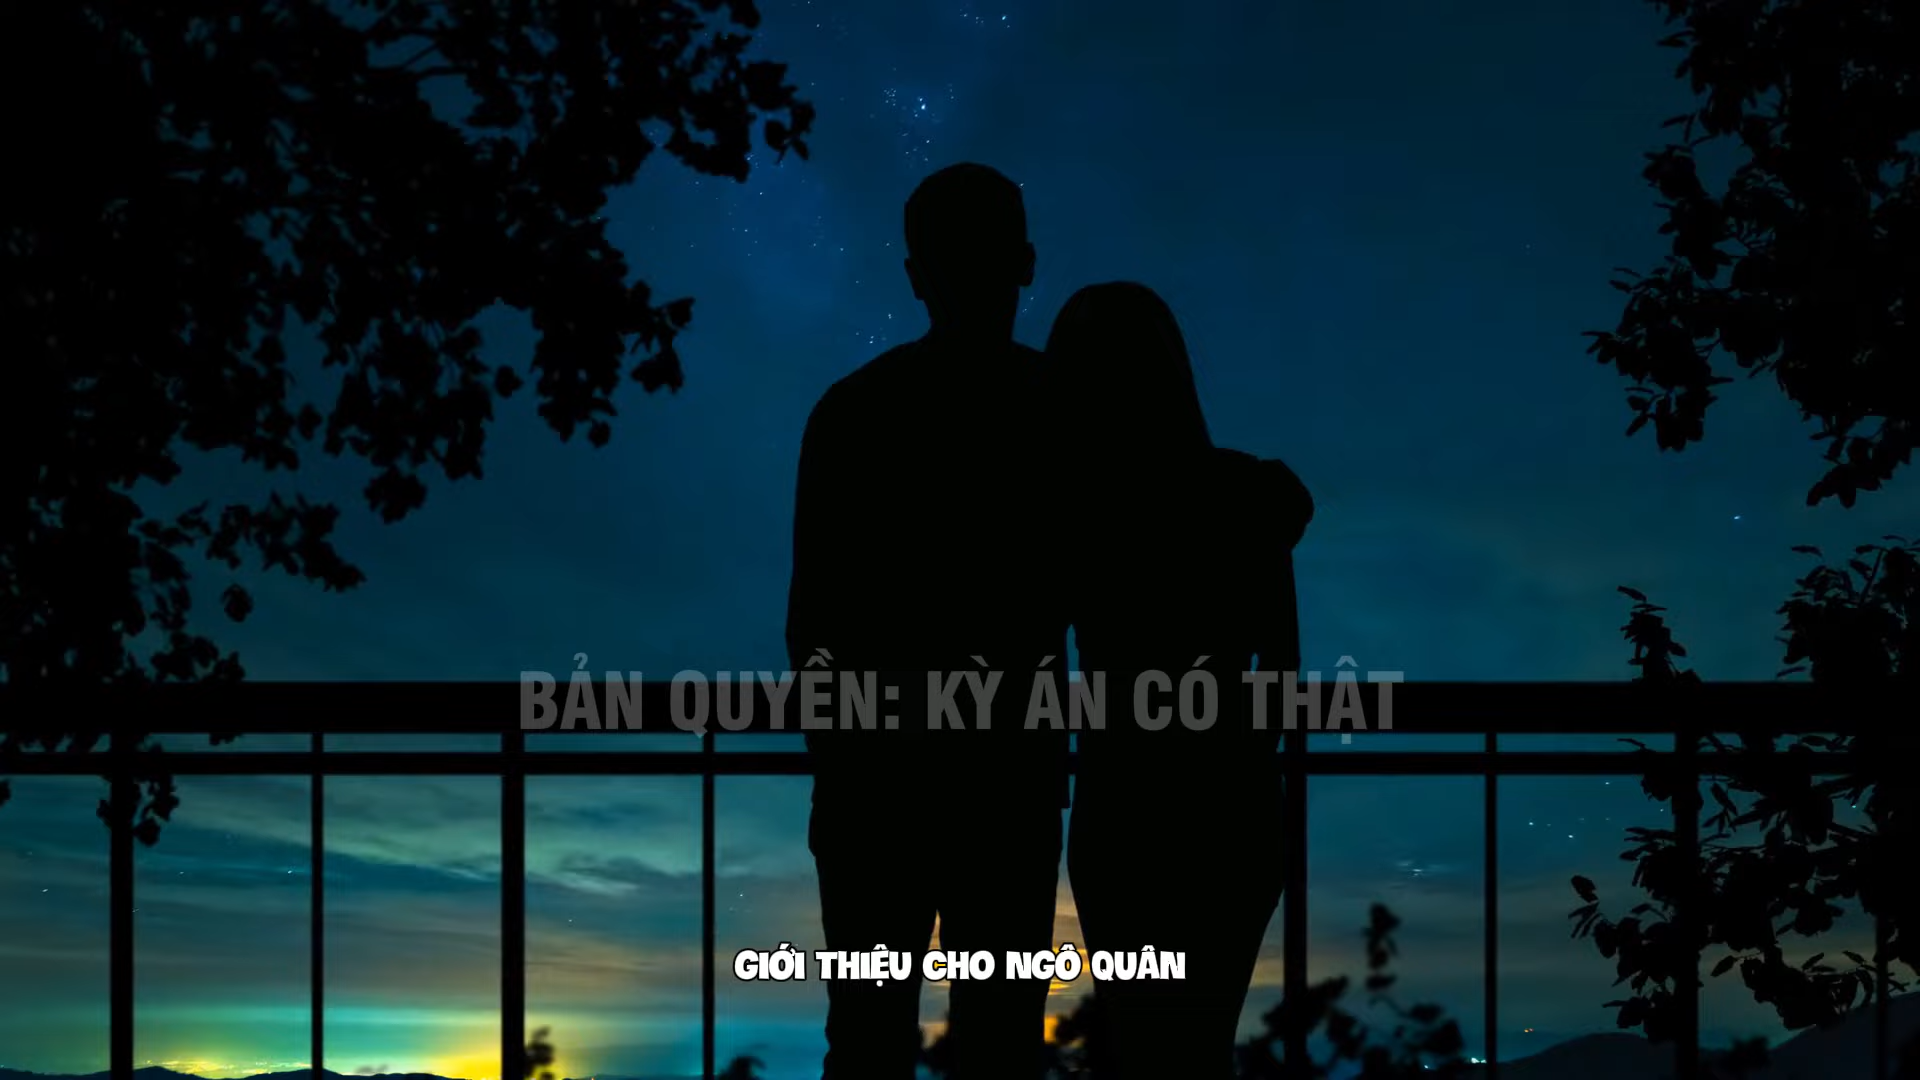 BẢN QUYỀN: KỲ ÁN CÓ THẬT
GIỚI THIỆU CHO NGÔ QUÂN